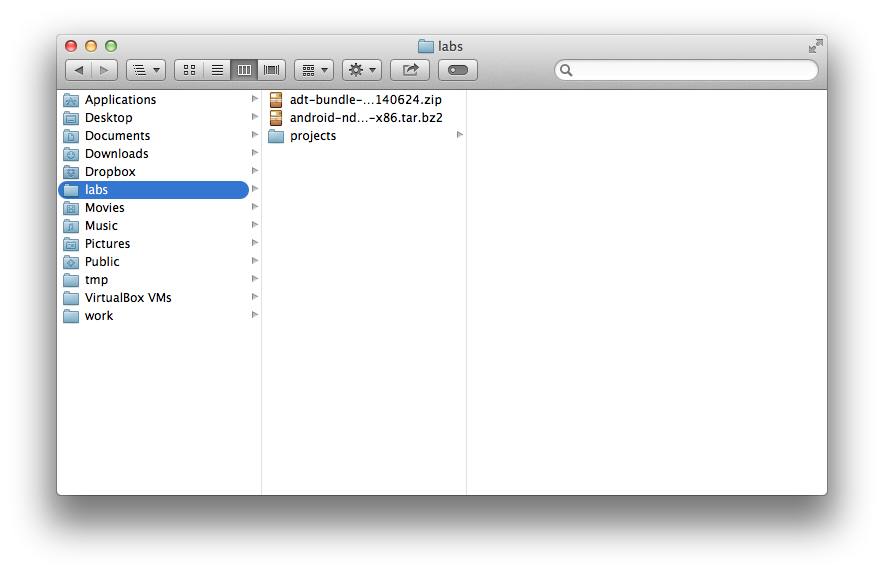 labs
Applications
Desktop
Documents
Downloads
Dropbox
labs
Movies
Music
Pictures
Public
tmp
VirtualBox VMs
work
adt-bundle-...140624.zip
android-nd...-x86.tar.bz2
projects